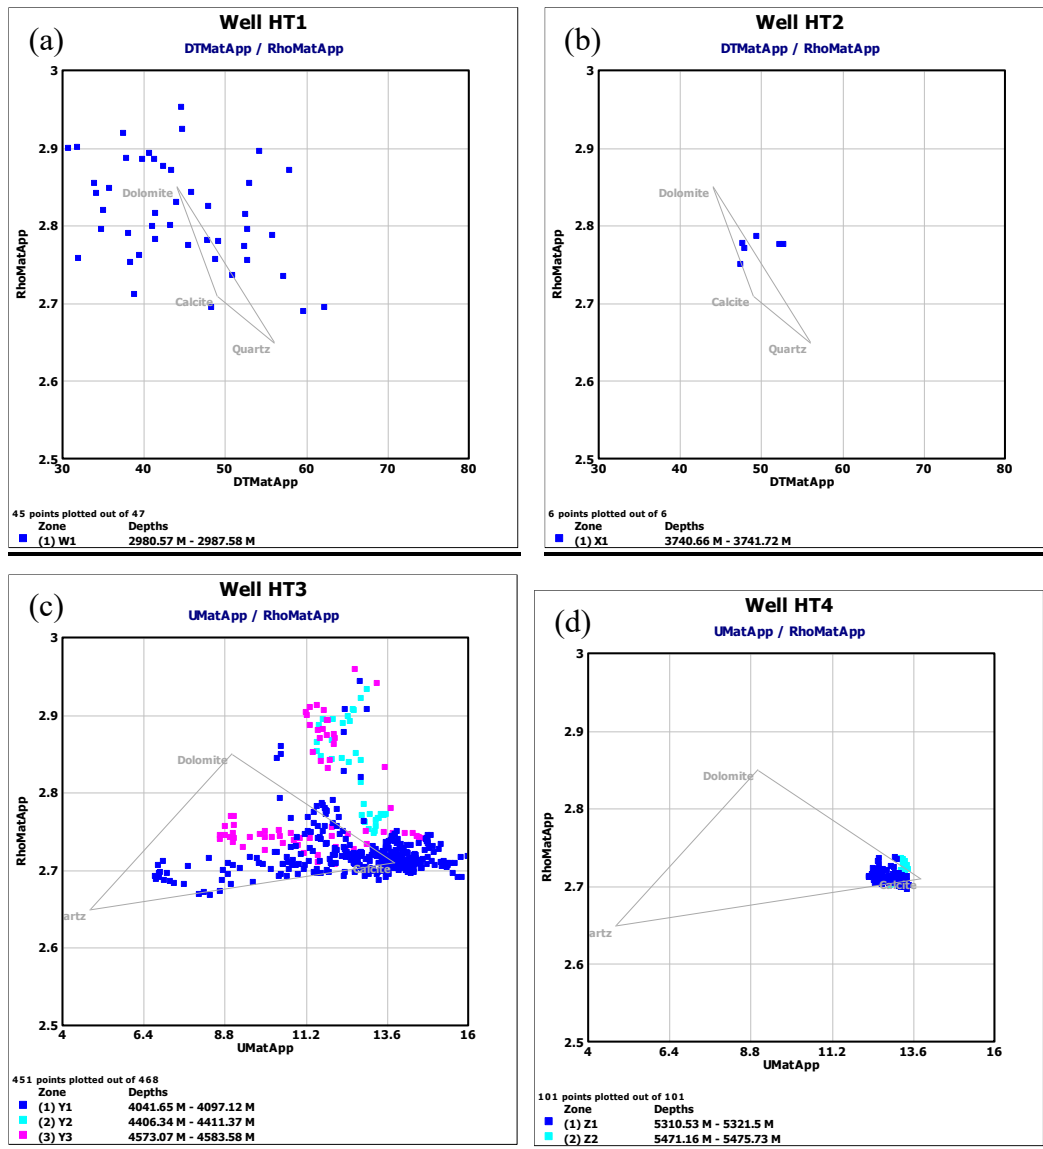 (a)
Well HT1
DTMatApp / RhoMatApp
3
2.9
2.8
2.7
2.6
2.5
RhoMatApp
Dolomite
Calcite
Quartz
30 40 50 60 70 80
DTMatApp
45 points plotted out of 47
Zone Depths
(1) W1 2980.57 M - 2987.58 M
(b)
Well HT2
DTMatApp / RhoMatApp
3
2.9
2.8
2.7
2.6
2.5
RhoMatApp
Dolomite
Calcite
Quartz
30 40 50 60 70 80
DTMatApp
6 points plotted out of 6
Zone Depths
(1) X1 3740.66 M - 3741.72 M
(c)
Well HT3
UMatApp / RhoMatApp
3
2.9
2.8
2.7
2.6
2.5
RhoMatApp
Dolomite
Calcite
artz
4 6.4 8.8 11.2 13.6 16
UMatApp
451 points plotted out of 468
Zone Depths
(1) Y1 4041.65 M - 4097.12 M
(2) Y2 4406.34 M - 4411.37 M
(3) Y3 4573.07 M - 4583.58 M
(d)
Well HT4
UMatApp / RhoMatApp
3
2.9
2.8
2.7
2.6
2.5
RhoMatApp
Dolomite
Calcite
artz
4 6.4 8.8 11.2 13.6 16
UMatApp
101 points plotted out of 101
Zone Depths
(1) Z1 5310.53 M - 5321.5 M
(2) Z2 5471.16 M - 5475.73 M